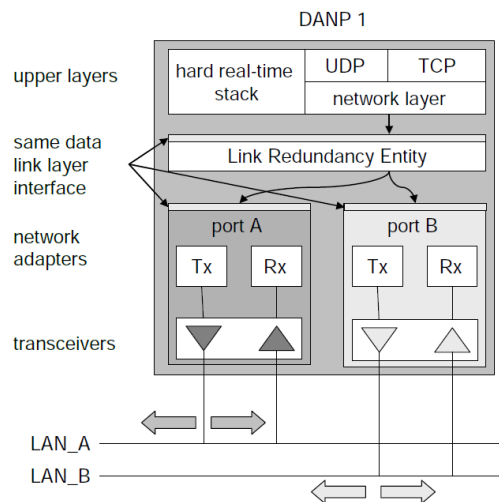 DANP 1
upper layers
hard real-time
stack
UDP
TCP
network layer
same data
link layer
interface
Link Redundancy Entity
network
adapters
port A
port B
Tx
Rx
Tx
Rx
transceivers
LAN_A
LAN_B